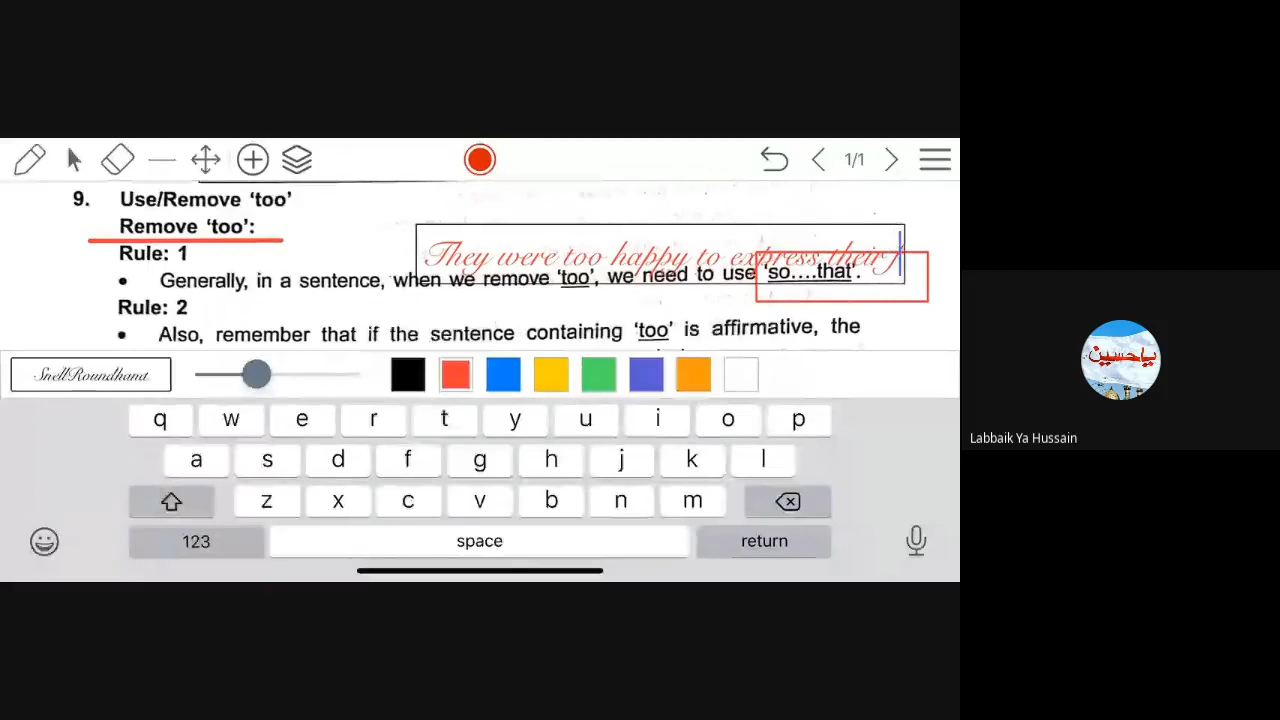 1/1
9. Use/Remove ‘too’
Remove ‘too’:
They were too happy to express their
Rule: 1
• Generally, in a sentence, when we remove ‘too’, we need to use ‘so....that’.
Rule: 2
• Also, remember that if the sentence containing ‘too’ is affirmative, the
SnellRoundhand
q w e r t y u i o p
a s d f g h j k l
z x c v b n m
123 space return
ياحسين
Labbaik Ya Hussain